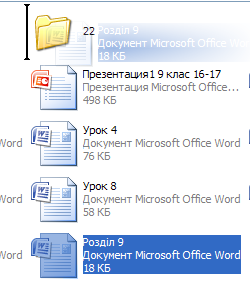 22
Розділ 9
Документ Microsoft Office Wor
18 КБ
Презентация1 9 клас 16-17
Презентация Microsoft Office...
498 КБ
Урок 4
Word Документ Microsoft Office Word
76 КБ
Урок 8
Word Документ Microsoft Office Word
58 КБ
Розділ 9
Word Документ Microsoft Office Word
18 КБ